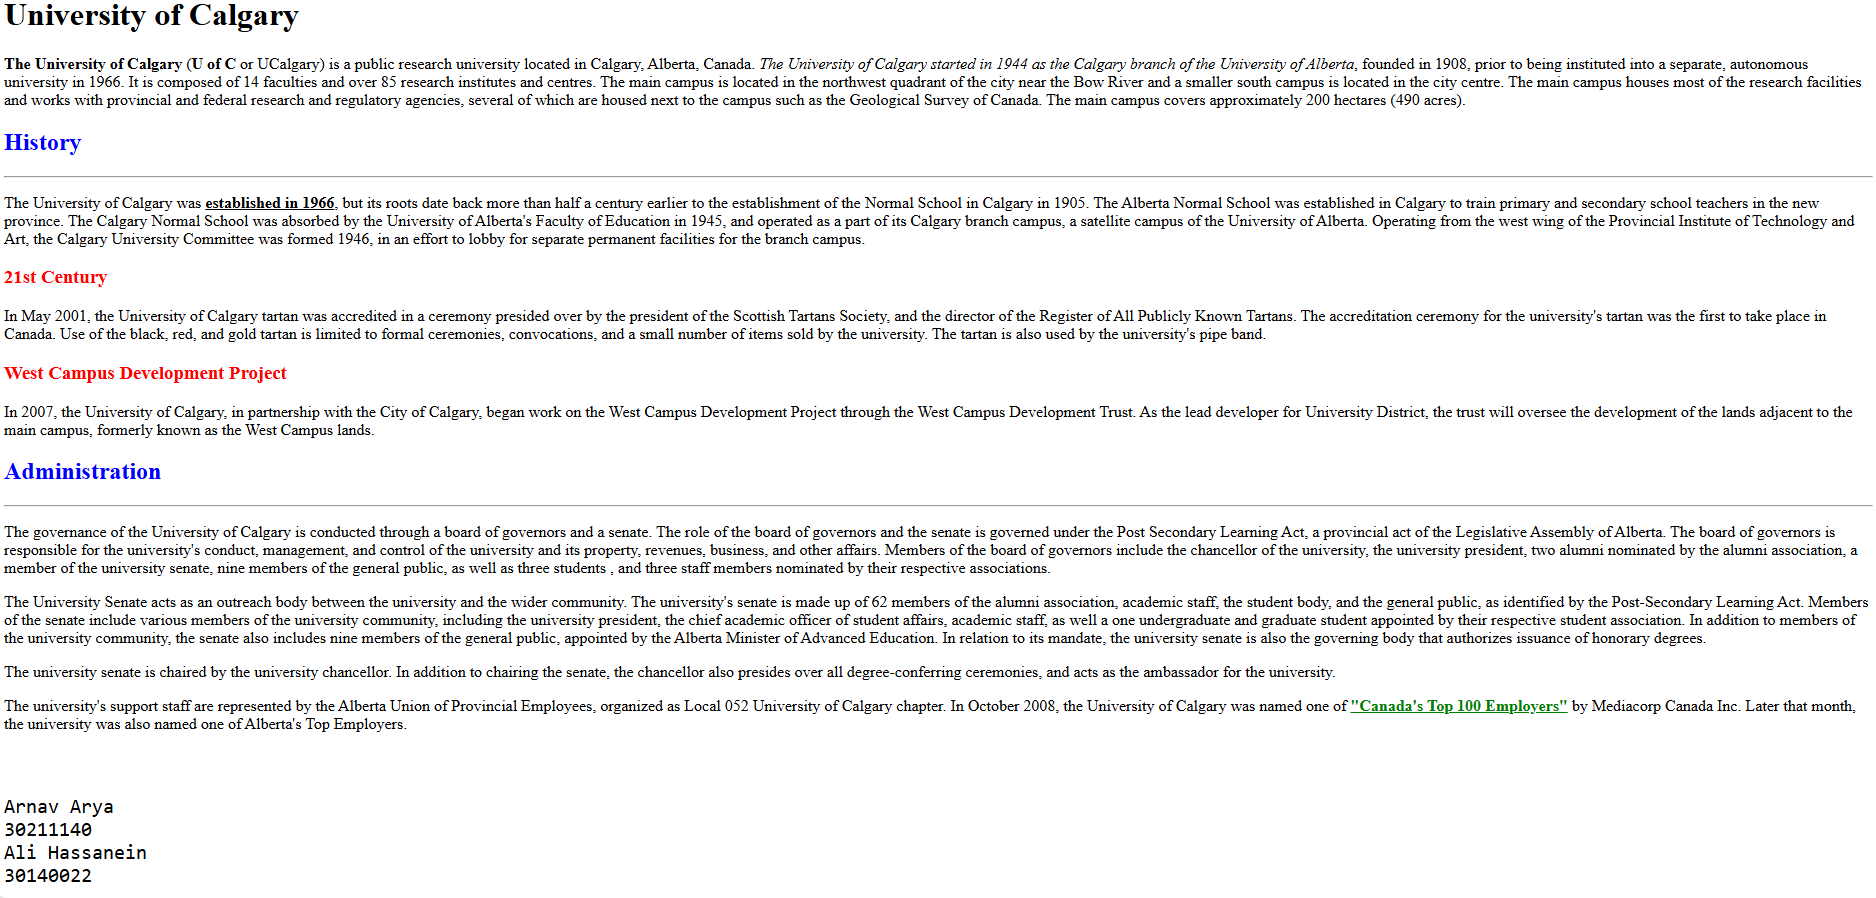 University of Calgary
The University of Calgary (U of C or UCalgary) is a public research university located in Calgary, Alberta, Canada. The University of Calgary started in 1944 as the Calgary branch of the University of Alberta, founded in 1908, prior to being instituted into a separate, autonomous
university in 1966. It is composed of 14 faculties and over 85 research institutes and centres. The main campus is located in the northwest quadrant of the city near the Bow River and a smaller south campus is located in the city centre. The main campus houses most of the research facilities
and works with provincial and federal research and regulatory agencies, several of which are housed next to the campus such as the Geological Survey of Canada. The main campus covers approximately 200 hectares (490 acres).
History
The University of Calgary was established in 1966, but its roots date back more than half a century earlier to the establishment of the Normal School in Calgary in 1905. The Alberta Normal School was established in Calgary to train primary and secondary school teachers in the new
province. The Calgary Normal School was absorbed by the University of Alberta's Faculty of Education in 1945, and operated as a part of its Calgary branch campus, a satellite campus of the University of Alberta. Operating from the west wing of the Provincial Institute of Technology and
Art, the Calgary University Committee was formed 1946, in an effort to lobby for separate permanent facilities for the branch campus.
21st Century
In May 2001, the University of Calgary tartan was accredited in a ceremony presided over by the president of the Scottish Tartans Society, and the director of the Register of All Publicly Known Tartans. The accreditation ceremony for the university's tartan was the first to take place in
Canada. Use of the black, red, and gold tartan is limited to formal ceremonies, convocations, and a small number of items sold by the university. The tartan is also used by the university's pipe band.
West Campus Development Project
In 2007, the University of Calgary, in partnership with the City of Calgary, began work on the West Campus Development Project through the West Campus Development Trust. As the lead developer for University District, the trust will oversee the development of the lands adjacent to the
main campus, formerly known as the West Campus lands.
Administration
The governance of the University of Calgary is conducted through a board of governors and a senate. The role of the board of governors and the senate is governed under the Post Secondary Learning Act, a provincial act of the Legislative Assembly of Alberta. The board of governors is
responsible for the university's conduct, management, and control of the university and its property, revenues, business, and other affairs. Members of the board of governors include the chancellor of the university, the university president, two alumni nominated by the alumni association, a
member of the university senate, nine members of the general public, as well as three students , and three staff members nominated by their respective associations.
The University Senate acts as an outreach body between the university and the wider community. The university's senate is made up of 62 members of the alumni association, academic staff, the student body, and the general public, as identified by the Post-Secondary Learning Act. Members
of the senate include various members of the university community, including the university president, the chief academic officer of student affairs, academic staff, as well a one undergraduate and graduate student appointed by their respective student association. In addition to members of
the university community, the senate also includes nine members of the general public, appointed by the Alberta Minister of Advanced Education. In relation to its mandate, the university senate is also the governing body that authorizes issuance of honorary degrees.
The university senate is chaired by the university chancellor. In addition to chairing the senate, the chancellor also presides over all degree-conferring ceremonies, and acts as the ambassador for the university.
The university's support staff are represented by the Alberta Union of Provincial Employees, organized as Local 052 University of Calgary chapter. In October 2008, the University of Calgary was named one of "Canada's Top 100 Employers" by Mediacorp Canada Inc. Later that month,
the university was also named one of Alberta's Top Employers.
Arnav Arya
30211140
Ali Hassanein
30140022